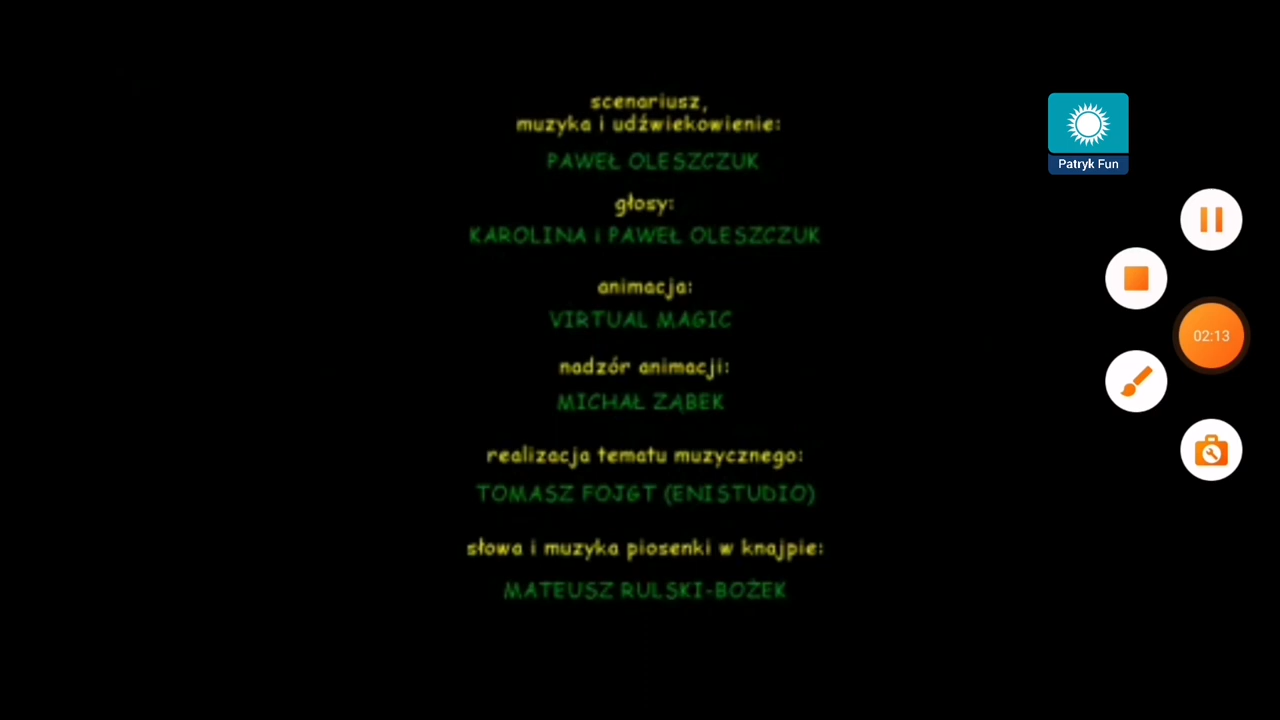 scenariusz,
muzyka i udźwiekowienie:
PAWEŁ OLESZCZUK
głosy:
KAROLINA i PAWEŁ OLESZCZUK
animacja:
VIRTUAL MAGIC
nadzór animacji:
MICHAŁ ZĄBEK
realizacja tematu muzycznego:
TOMASZ FOJGT (ENISTUDIO)
słowa i muzyka piosenki w knajpie:
MATEUSZ RULSKI-BOŻEK
Patryk Fun
02:13